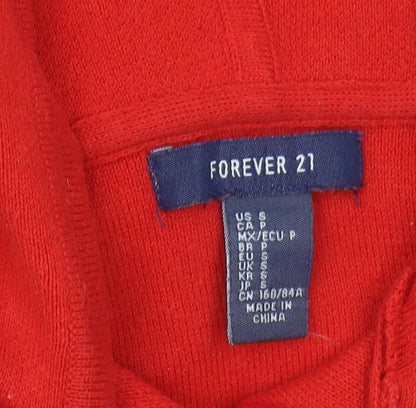 FOREVER 21
US S
CA P
MX/ECU P
BR P
EU S
UK S
KR S
JP S
CN 160/84A
MADE IN
CHINA